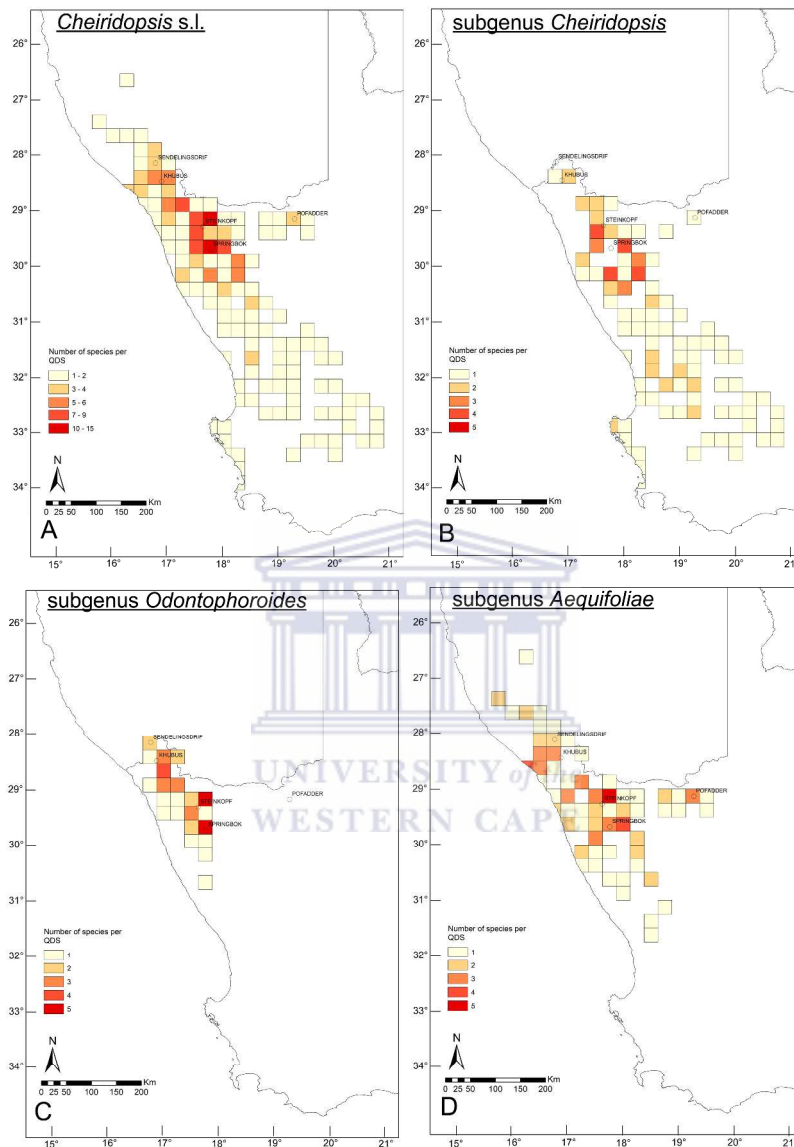 Cheiridopsis s.l.
26°
27°
28°
29°
30°
31°
32°
33°
34°
SENDELINGSDRIF
KHUBUS
STEINKOPF
POFADDER
SPRINGBOK
Number of species per
QDS
1 - 2
3 - 4
5 - 6
7 - 9
10 - 15
N
0 25 50 100 150 200
Km
A
15° 16° 17° 18° 19° 20° 21°
subgenus Cheiridopsis
26°
27°
28°
29°
30°
31°
32°
33°
34°
SENDELINGSDRIF
KHUBUS
POFADDER
STEINKOPF
SPRINGBOK
Number of species per
QDS
1
2
3
4
5
N
0 25 50 100 150 200
Km
B
15° 16° 17° 18° 19° 20° 21°
subgenus Odontophoroides
26°
27°
28°
29°
30°
31°
32°
33°
34°
SENDELINGSDRIF
KHUBUS
STEINKOPF
POFADDER
SPRINGBOK
Number of species per
QDS
1
2
3
4
5
N
0 25 50 100 150 200
Km
C
15° 16° 17° 18° 19° 20° 21°
subgenus Aequifoliae
26°
27°
28°
29°
30°
31°
32°
33°
34°
SENDELINGSDRIF
KHUBUS
STEINKOPF
POFADDER
SPRINGBOK
Number of species per
QDS
1
2
3
4
5
N
0 25 50 100 150 200
Km
D
15° 16° 17° 18° 19° 20° 21°
UNIVERSITY of the
WESTERN CAPE